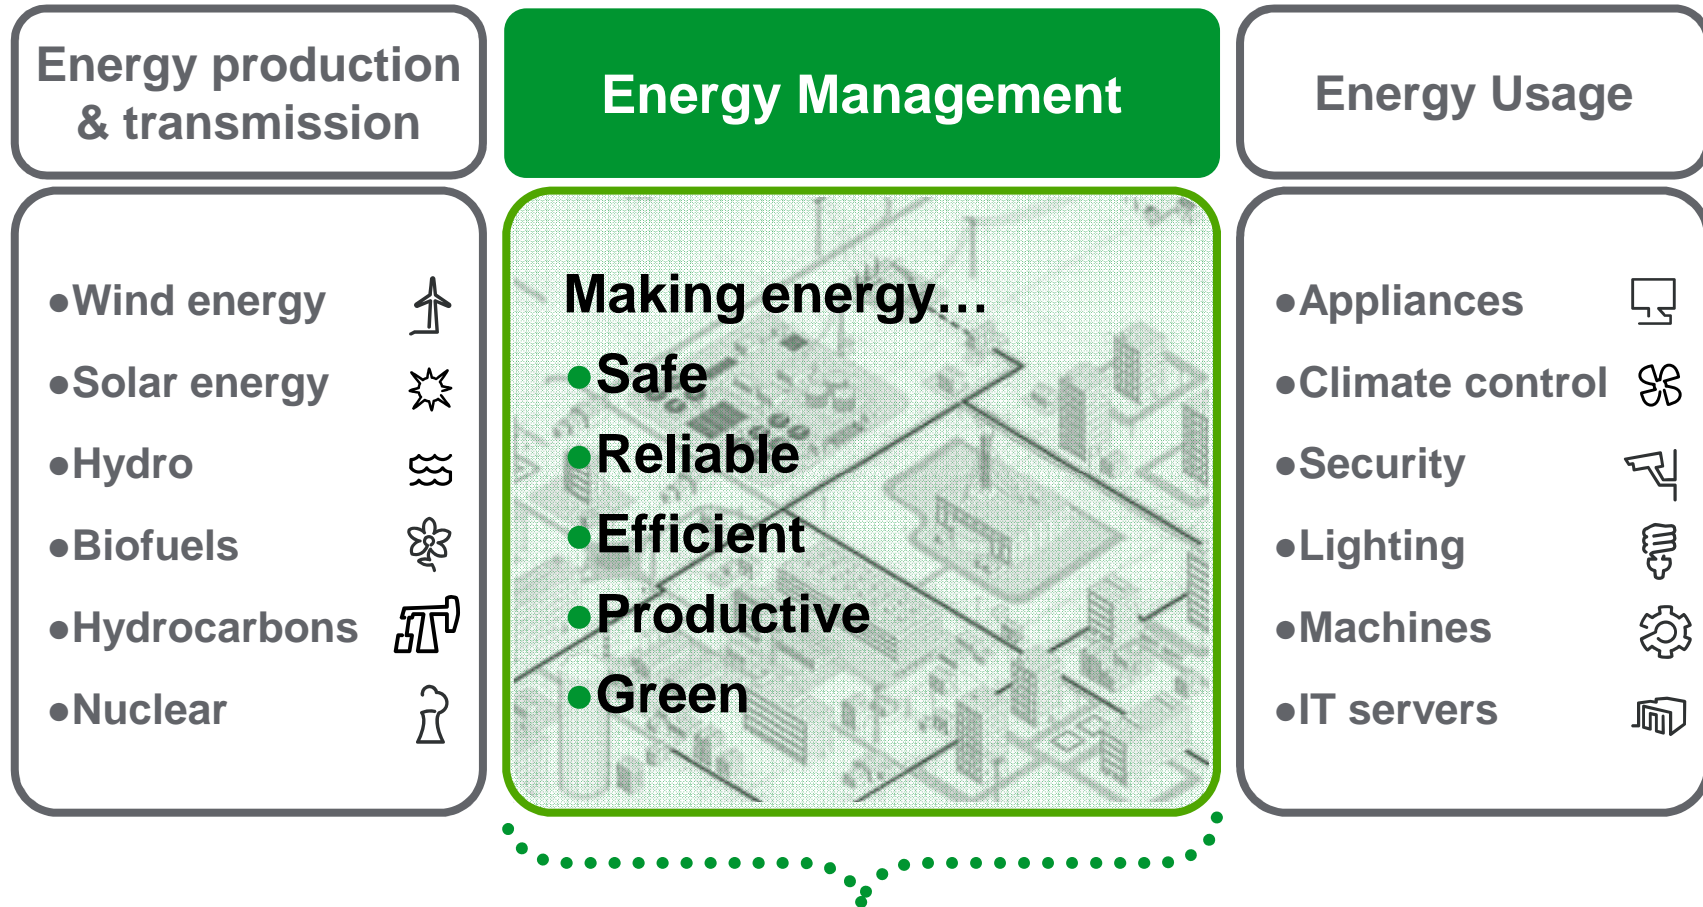 Energy production
& transmission
●Wind energy
●Solar energy
●Hydro
●Biofuels
●Hydrocarbons
●Nuclear
Energy Management
Making energy…
●Safe
●Reliable
●Efficient
●Productive
●Green
Energy Usage
●Appliances
●Climate control
●Security
●Lighting
●Machines
●IT servers